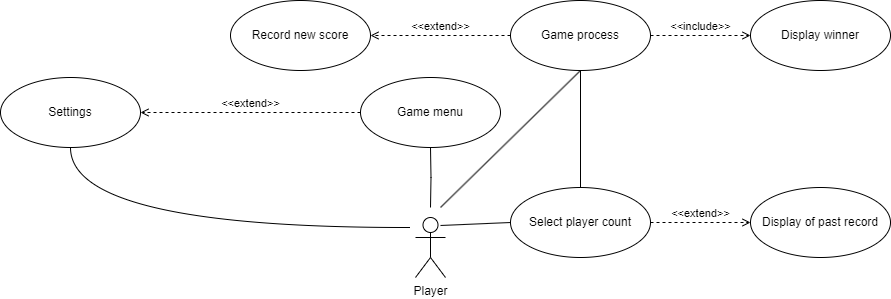 Record new score
<<extend>>
Game process
<<include>>
Display winner
Settings
<<extend>>
Game menu
Select player count
<<extend>>
Display of past record
Player